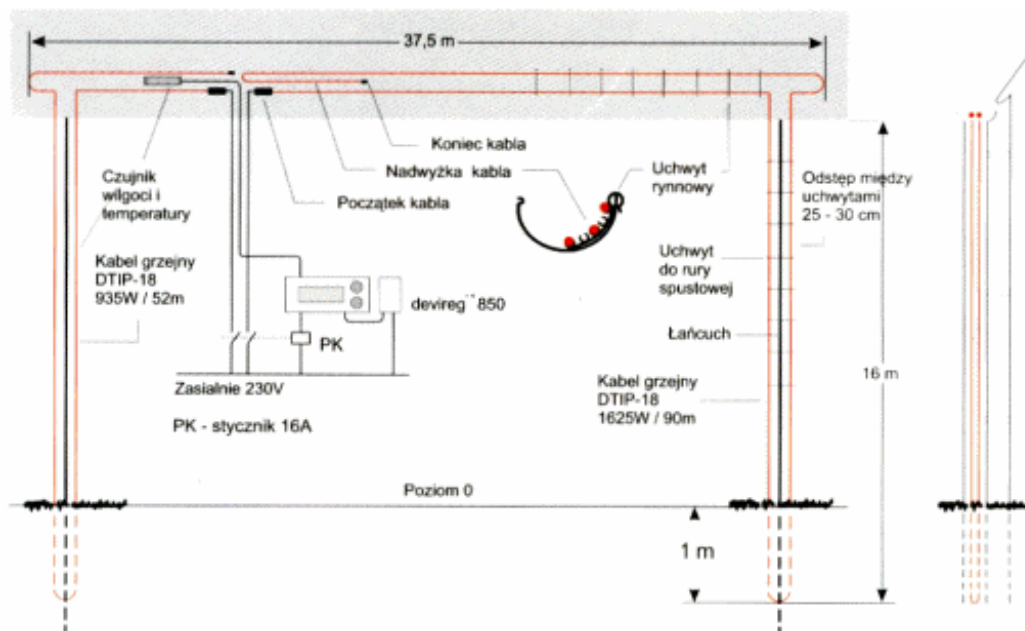 37,5 m
Koniec kabla
Nadwyżka kabla
Początek kabla
Czujnik
wilgoci i
temperatury
Uchwyt
rynnowy
Odstęp między
uchwytami
25 - 30 cm
Kabel grzejny
DTIP-18
935W / 52m
devireg™ 850
PK
Uchwyt
do rury
spustowej
Łańcuch
Zasialnie 230V
PK - stycznik 16A
Kabel grzejny
DTIP-18
1625W / 90m
16 m
Poziom 0
1 m